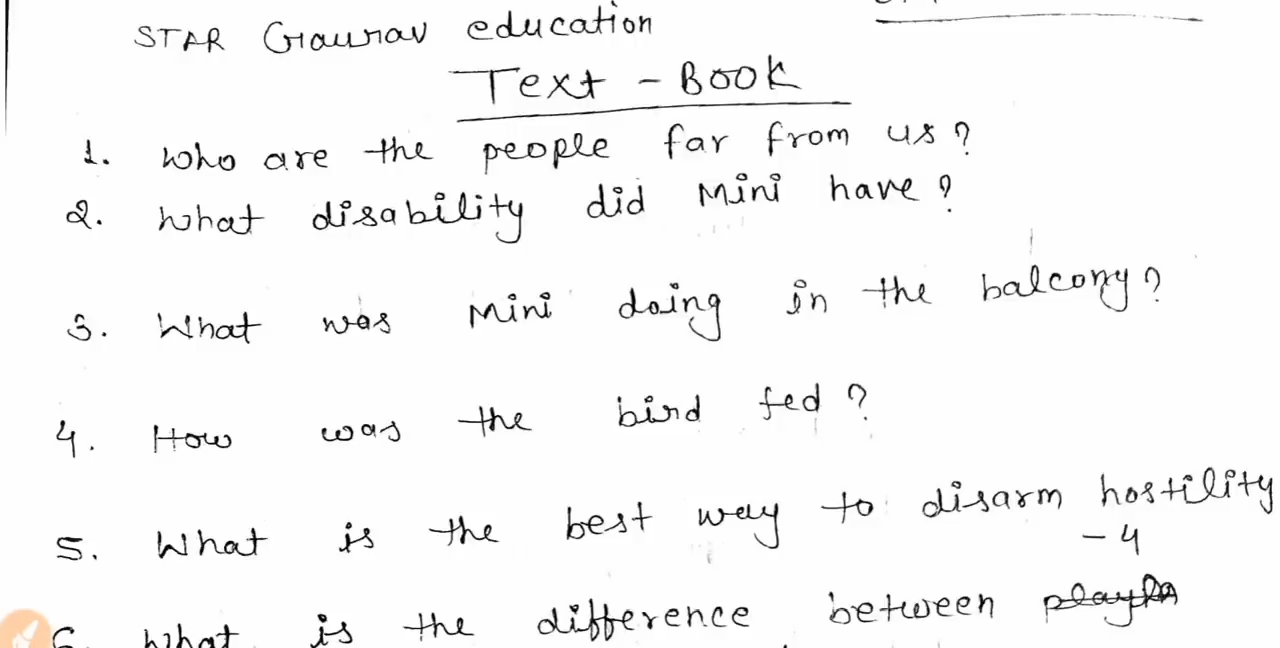 STAR Gaurav education
Text - Book
1. Who are the people far from us?
2. What disability did Mini have?
3. What was Mini doing in the balcony?
4. How was the bird fed?
5. What is the best way to disarm hostility
- 4
6. What is the difference between